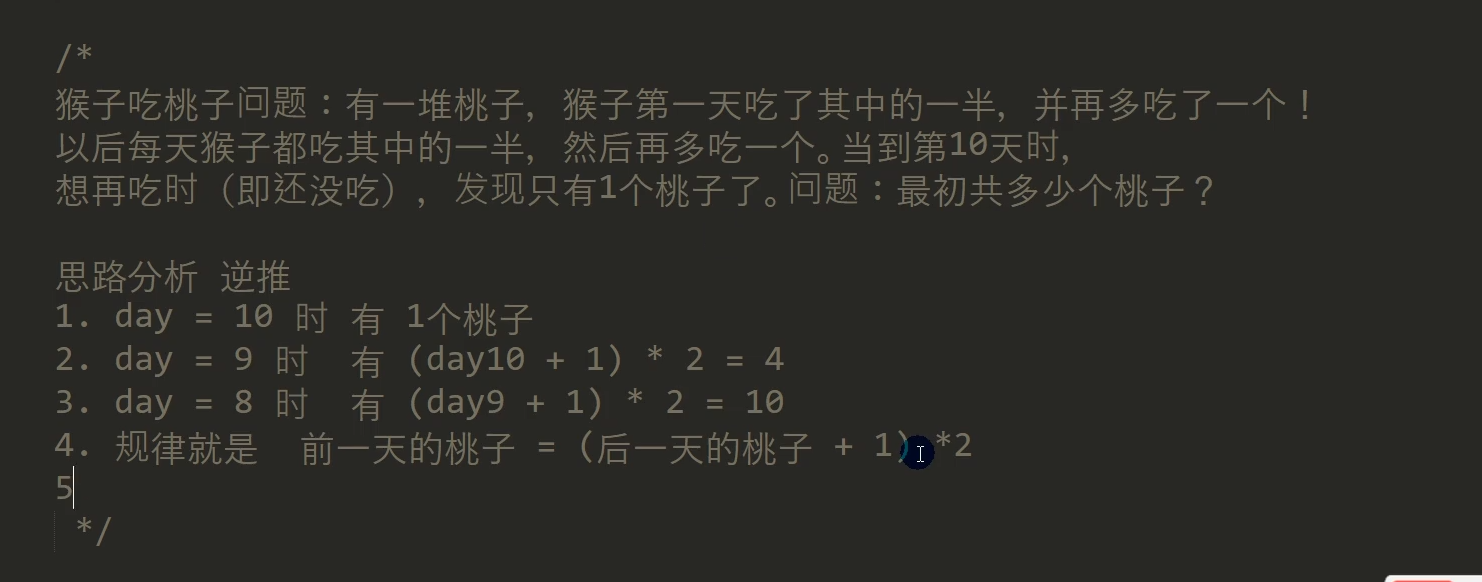 /*
猴子吃桃子问题：有一堆桃子，猴子第一天吃了其中的一半，并再多吃了一个！
以后每天猴子都吃其中的一半，然后再多吃一个。当到第10天时，
想再吃时（即还没吃），发现只有1个桃子了。问题：最初共多少个桃子？
思路分析 逆推
1. day = 10 时 有 1个桃子
2. day = 9 时 有 (day10 + 1) * 2 = 4
3. day = 8 时 有 (day9 + 1) * 2 = 10
4. 规律就是 前一天的桃子 = (后一天的桃子 + 1) *2
5
*/